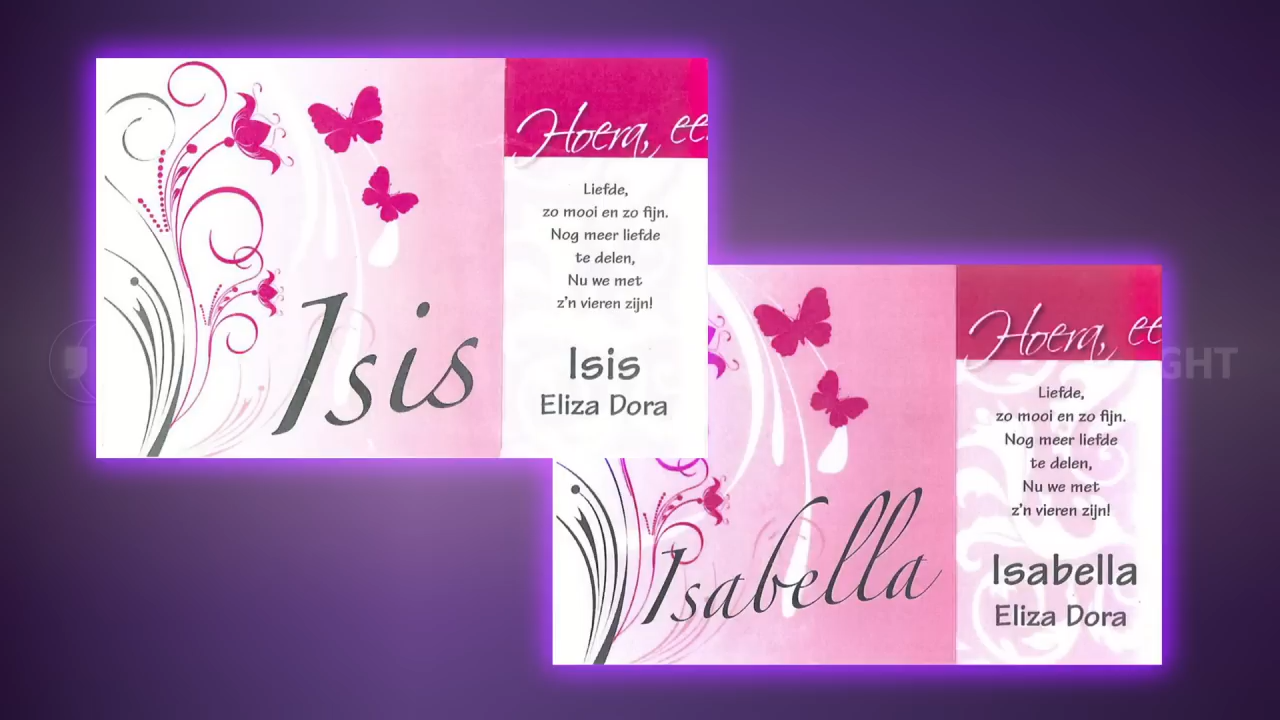 Hoera, ee
Liefde,
zo mooi en zo fijn.
Nog meer liefde
te delen,
Nu we met
z'n vieren zijn!
Isis
Eliza Dora
Isis
Hoera, ee
Liefde,
zo mooi en zo fijn.
Nog meer liefde
te delen,
Nu we met
z'n vieren zijn!
Isabella
Eliza Dora
Isabella
GHT